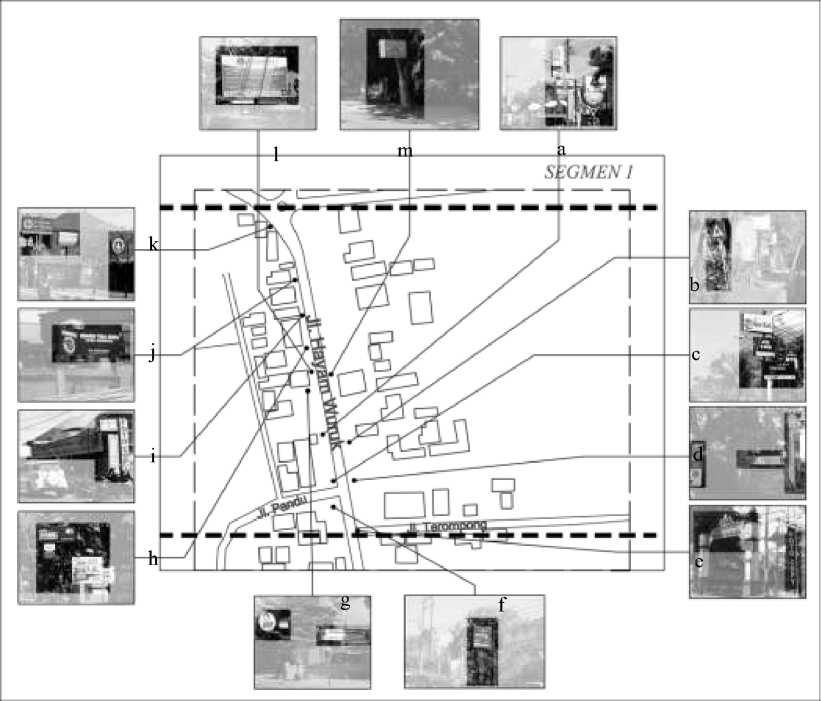 l
m
a
SEGMEN 1
k
b
j
Jl. Hayam Wuruk
c
i
d
Jl. Pandu
Jl. Terompong
h
e
g
f